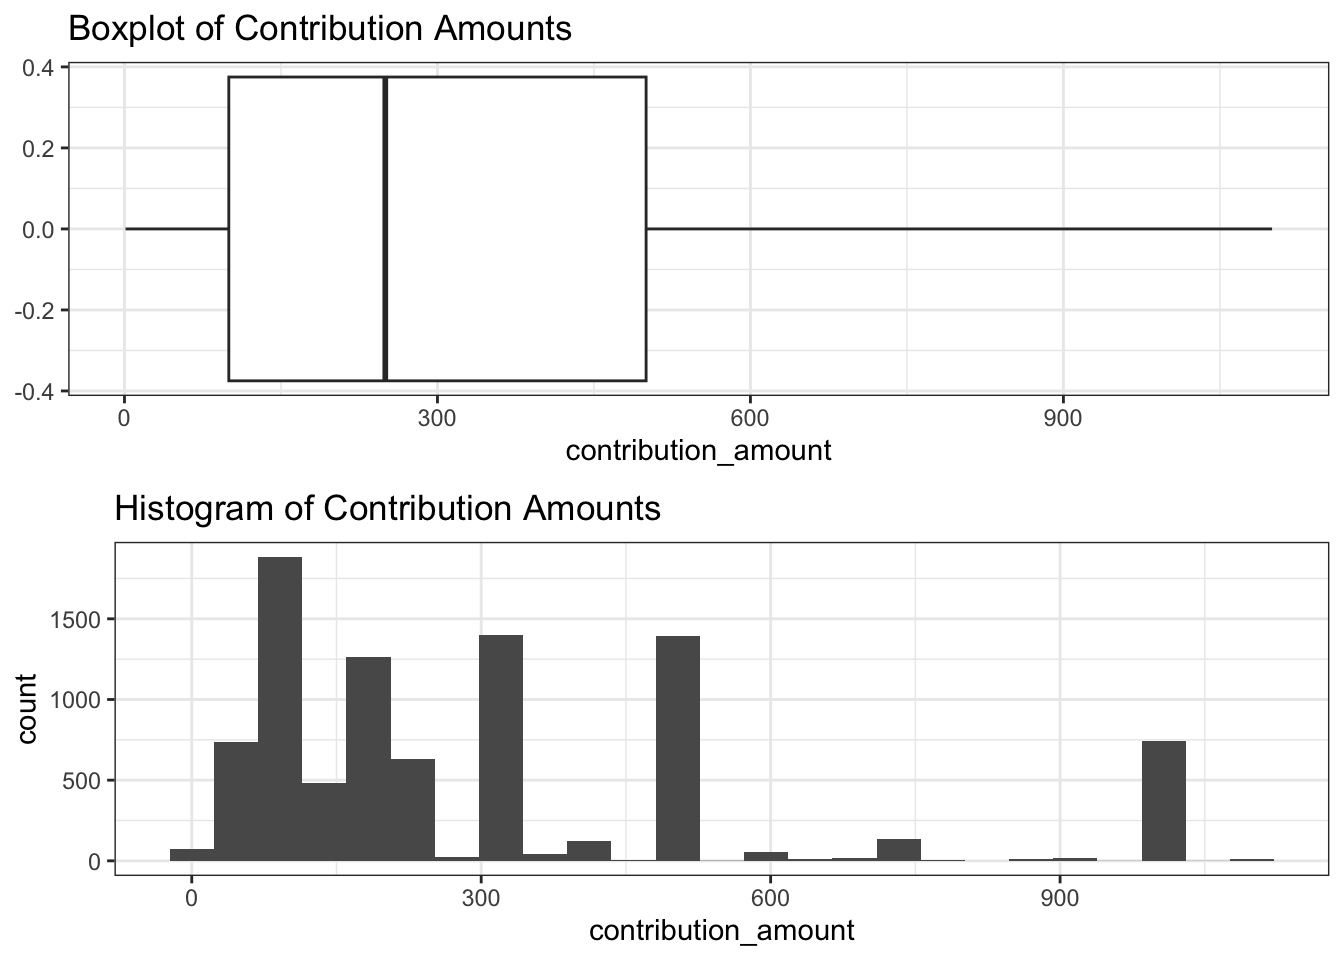 Boxplot of Contribution Amounts
0.4
0.2
0.0
-0.2
-0.4
0 300 600 900
contribution_amount
Histogram of Contribution Amounts
count
1500
1000
500
0
0 300 600 900
contribution_amount